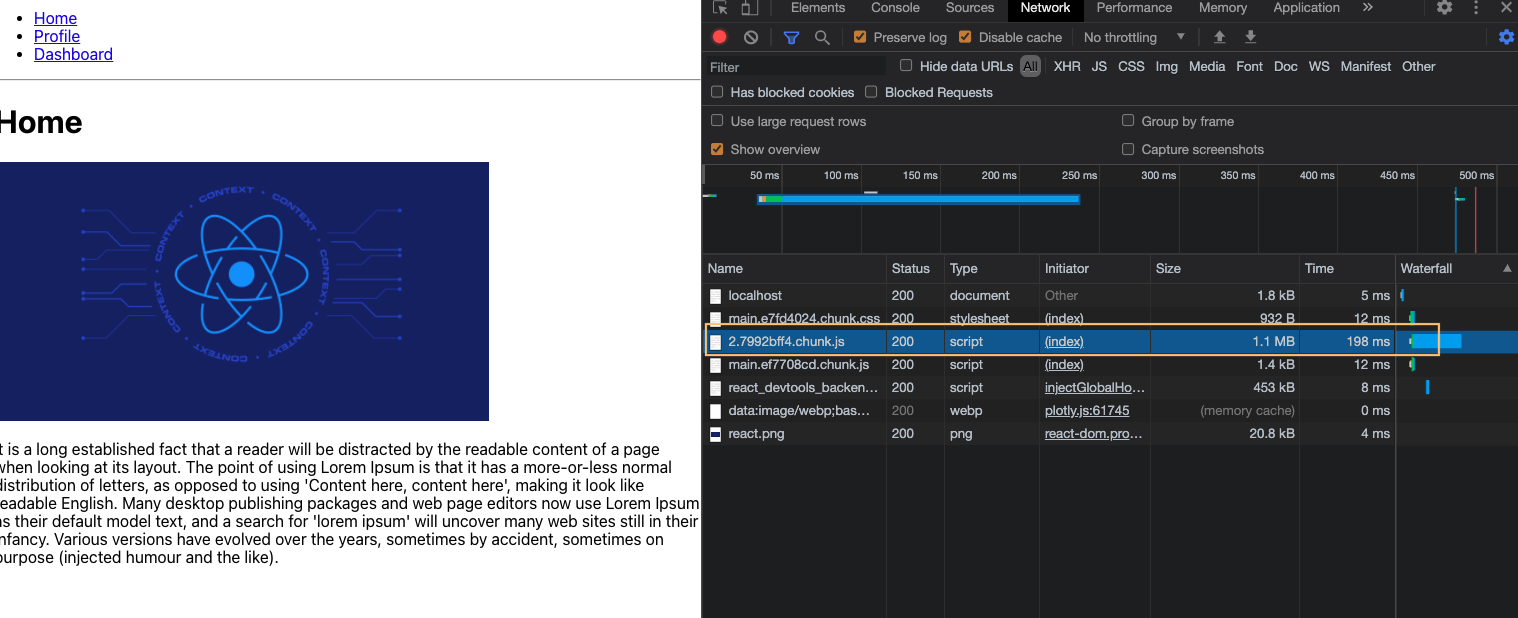 Home
Profile
Dashboard
Home
CONTEXT • CONTEXT • CONTEXT • CONTEXT • CONTEXT • CONTEXT
t is a long established fact that a reader will be distracted by the readable content of a page
when looking at its layout. The point of using Lorem Ipsum is that it has a more-or-less normal
distribution of letters, as opposed to using 'Content here, content here', making it look like
readable English. Many desktop publishing packages and web page editors now use Lorem Ipsum
as their default model text, and a search for 'lorem ipsum' will uncover many web sites still in their
nfancy. Various versions have evolved over the years, sometimes by accident, sometimes on
purpose (injected humour and the like).
Elements Console Sources Network Performance Memory Application »
Preserve log Disable cache No throttling
Filter Hide data URLs All XHR JS CSS Img Media Font Doc WS Manifest Other
Has blocked cookies Blocked Requests
Use large request rows Group by frame
Show overview Capture screenshots
50 ms 100 ms 150 ms 200 ms 250 ms 300 ms 350 ms 400 ms 450 ms 500 ms
Name Status Type Initiator Size Time Waterfall
localhost 200 document Other 1.8 kB 5 ms
main.e7fd4024.chunk.css 200 stylesheet (index) 932 B 12 ms
2.7992bff4.chunk.js 200 script (index) 1.1 MB 198 ms
main.ef7708cd.chunk.js 200 script (index) 1.4 kB 12 ms
react_devtools_backen... 200 script injectGlobalHo... 453 kB 8 ms
data:image/webp;bas... 200 webp plotly.js:61745 (memory cache) 0 ms
react.png 200 png react-dom.pro... 20.8 kB 4 ms